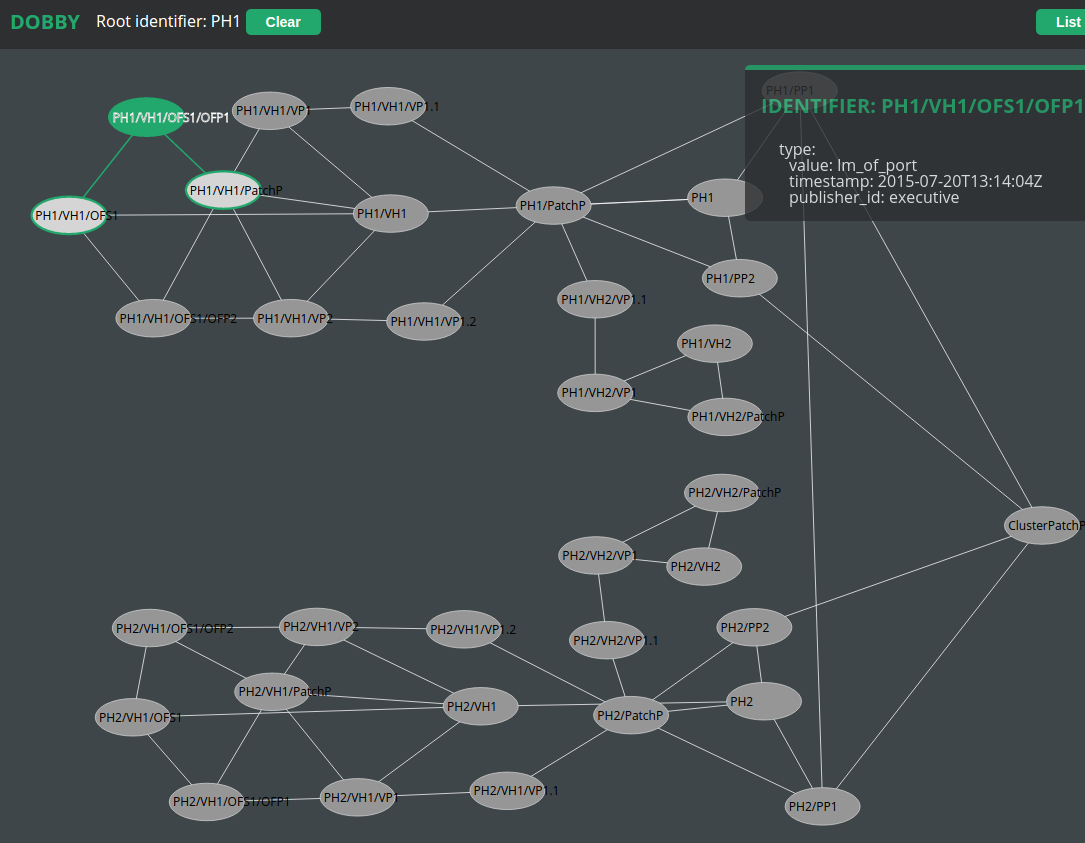 DOBBY Root identifier: PH1 Clear List
PH1/PP1
IDENTIFIER: PH1/VH1/OFS1/OFP1
type:
value: lm_of_port
timestamp: 2015-07-20T13:14:04Z
publisher_id: executive
PH1/VH1/OFS1/OFP1
PH1/VH1/VP1
PH1/VH1/VP1.1
PH1/VH1/PatchP
PH1/VH1/OFS1
PH1/VH1
PH1/PatchP
PH1
PH1/PP2
PH1/VH1/OFS1/OFP2
PH1/VH1/VP2
PH1/VH1/VP1.2
PH1/VH2/VP1.1
PH1/VH2
PH1/VH2/VP1
PH1/VH2/PatchP
PH2/VH2/PatchP
ClusterPatchP
PH2/VH2/VP1
PH2/VH2
PH2/VH1/OFS1/OFP2
PH2/VH1/VP2
PH2/VH1/VP1.2
PH2/VH2/VP1.1
PH2/PP2
PH2/VH1/PatchP
PH2/VH1/OFS1
PH2/VH1
PH2/PatchP
PH2
PH2/VH1/OFS1/OFP1
PH2/VH1/VP1
PH2/VH1/VP1.1
PH2/PP1